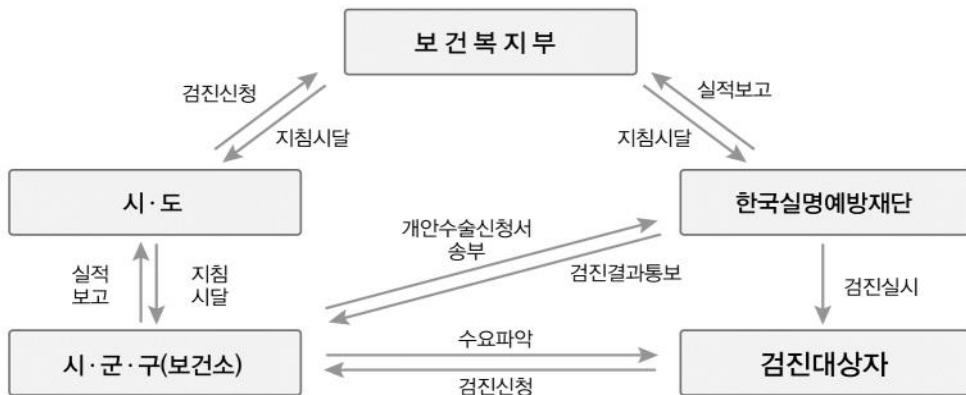 보 건 복 지 부
검진신청
실적보고
지침시달
지침시달
시·도
한국실명예방재단
개안수술신청서
송부
실적
보고
지침
시달
검진결과통보
검진실시
수요파악
시·군·구(보건소)
검진대상자
검진신청